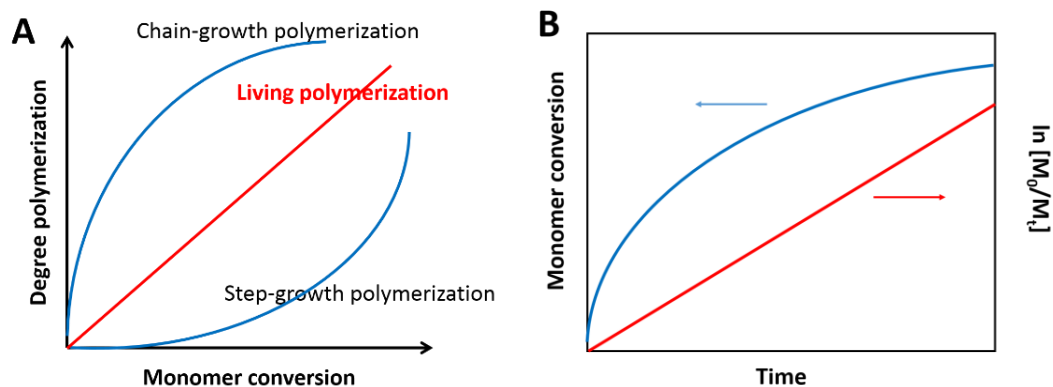 A
Chain-growth polymerization
Living polymerization
Step-growth polymerization
Degree polymerization
Monomer conversion
B
Monomer conversion
ln [M₀/Mₜ]
Time